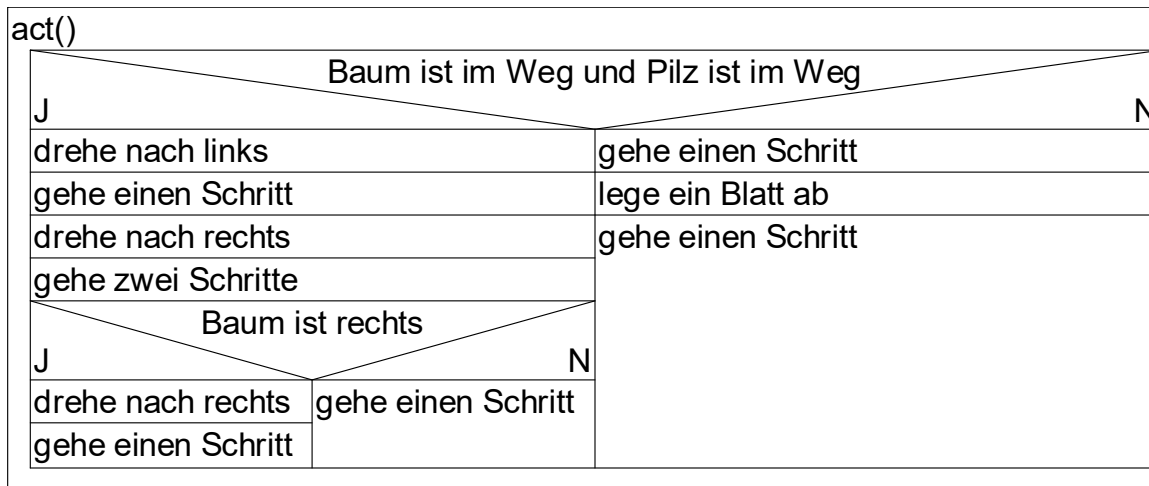 act()
Baum ist im Weg und Pilz ist im Weg
J
N
drehe nach links
gehe einen Schritt
drehe nach rechts
gehe zwei Schritte
Baum ist rechts
J
N
drehe nach rechts
gehe einen Schritt
gehe einen Schritt
gehe einen Schritt
lege ein Blatt ab
gehe einen Schritt